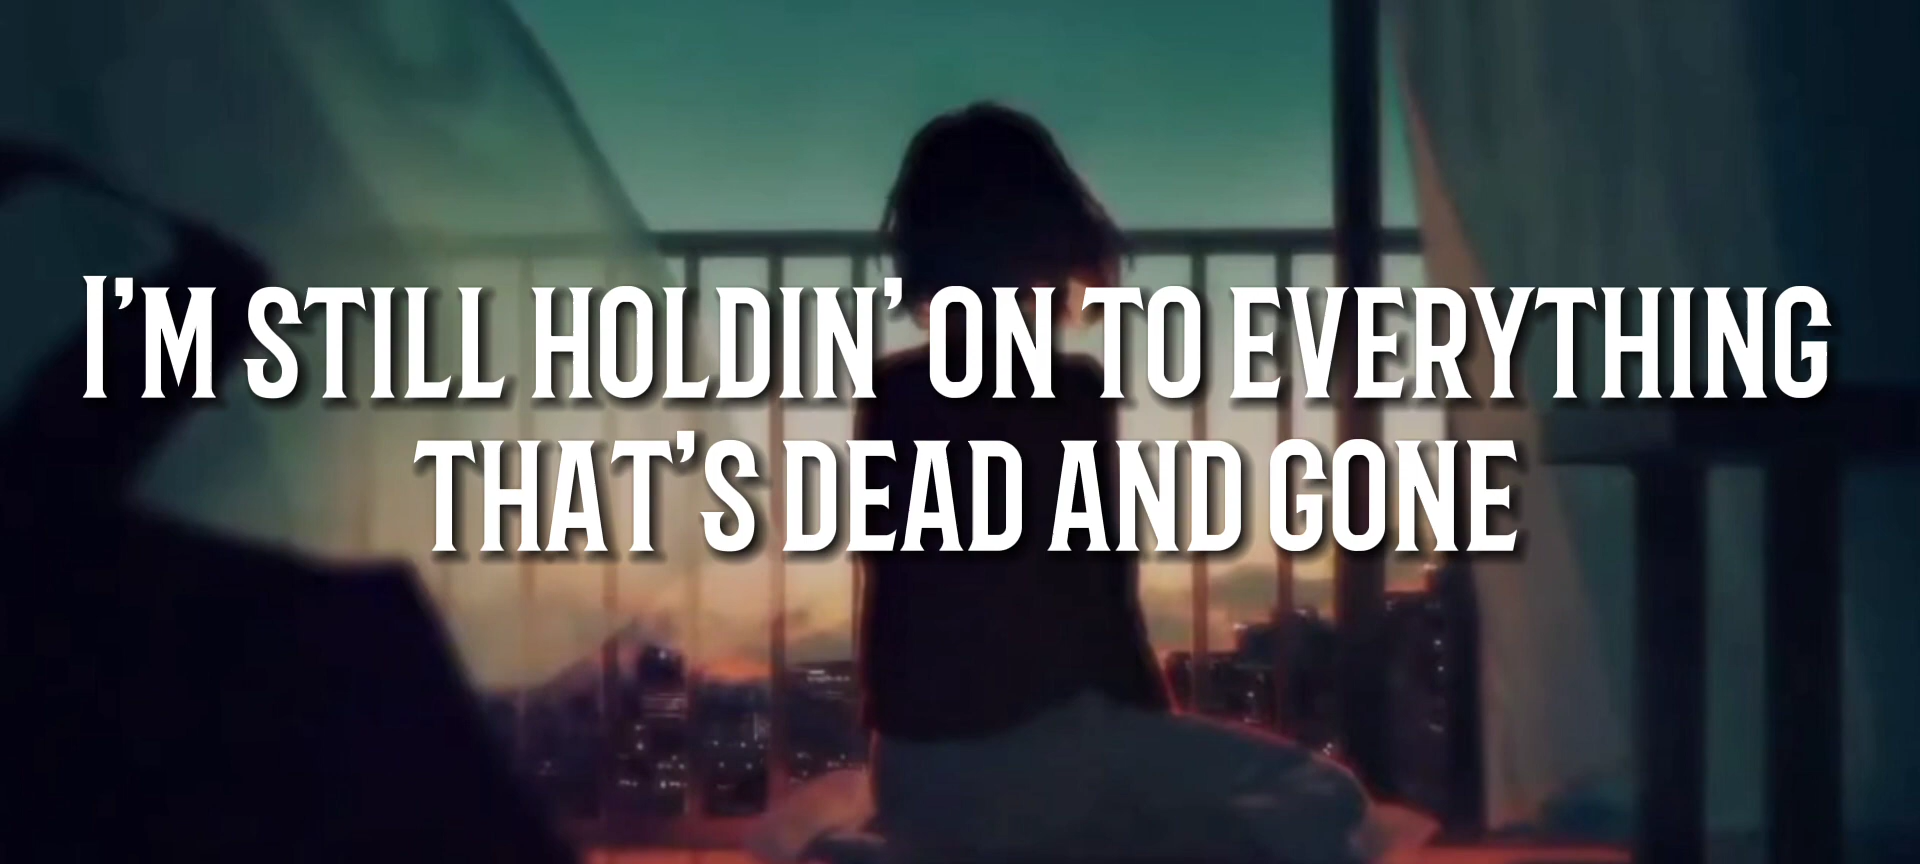 I'M STILL HOLDIN' ON TO EVERYTHING
THAT'S DEAD AND GONE